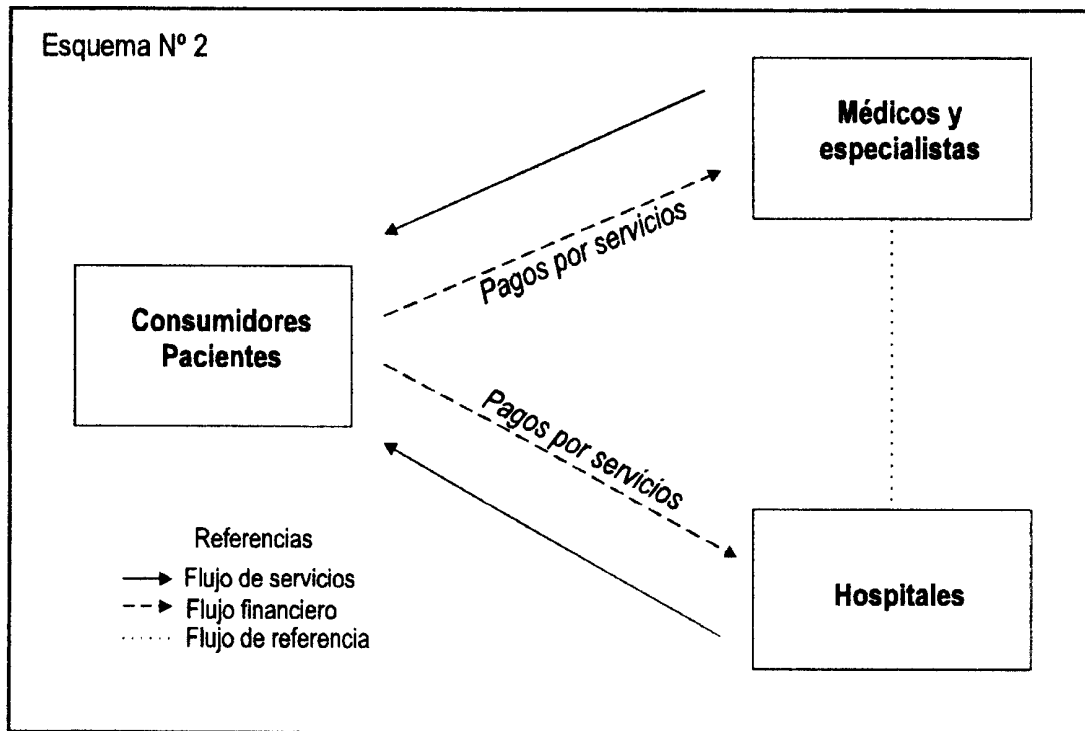 Esquema Nº 2
Médicos y
especialistas
Pagos por servicios
Consumidores
Pacientes
Pagos por servicios
Referencias
Flujo de servicios
Flujo financiero
Flujo de referencia
Hospitales